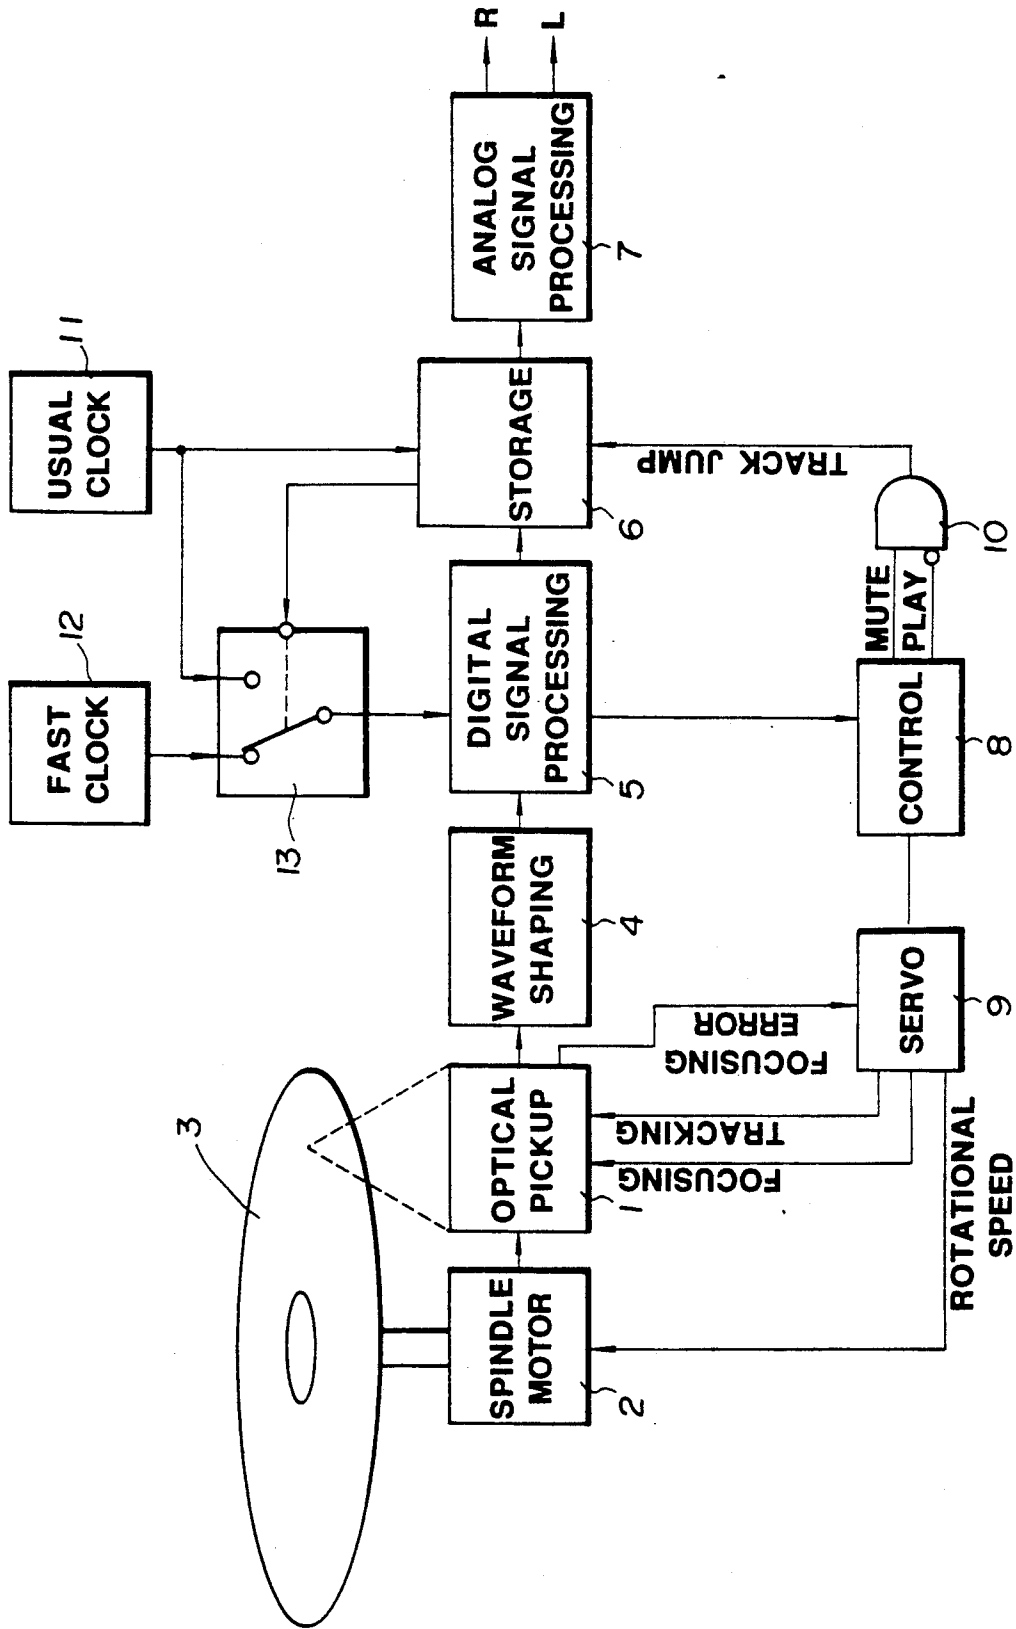 FAST
CLOCK
12
USUAL
CLOCK
11
13
3
SPINDLE
MOTOR
2
OPTICAL
PICKUP
1
WAVEFORM
SHAPING
4
DIGITAL
SIGNAL
PROCESSING
5
STORAGE
6
ANALOG
SIGNAL
PROCESSING
7
R
L
FOCUSING
TRACKING
FOCUSING
ERROR
TRACK JUMP
ROTATIONAL
SPEED
SERVO
9
CONTROL
8
MUTE
PLAY
10